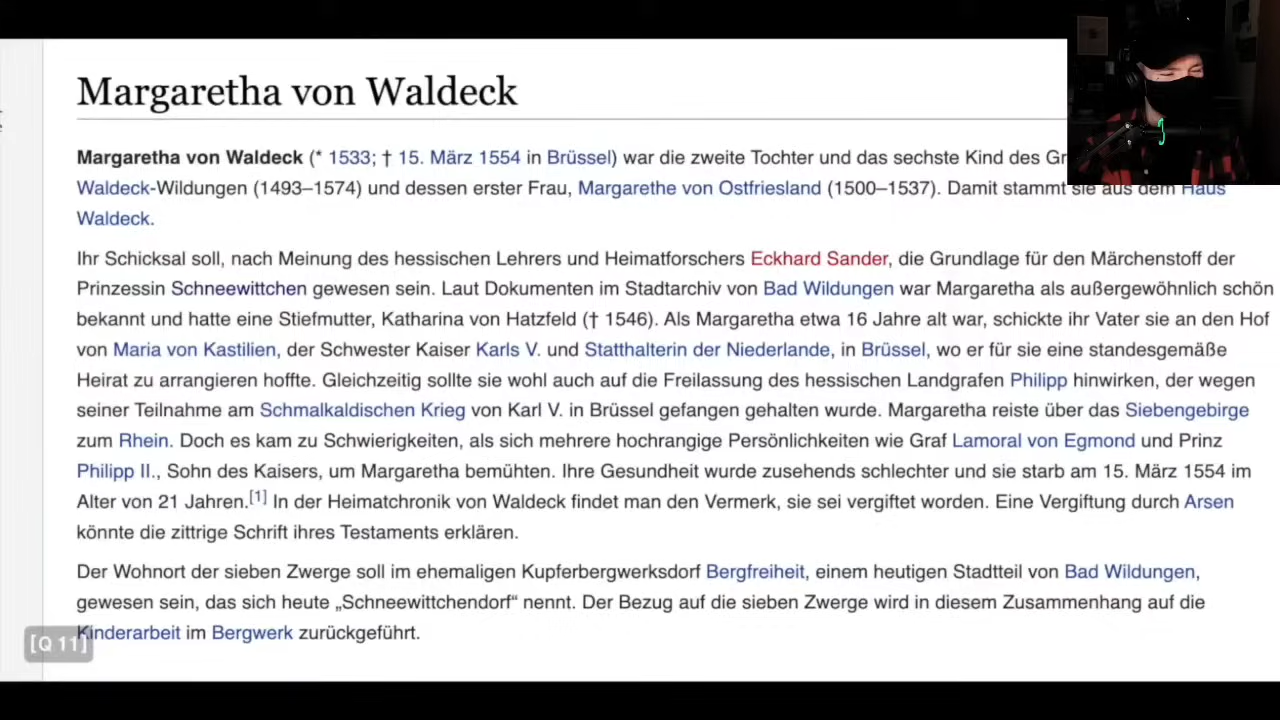 Margaretha von Waldeck
Margaretha von Waldeck (* 1533; † 15. März 1554 in Brüssel) war die zweite Tochter und das sechste Kind des
Waldeck-Wildungen (1493–1574) und dessen erster Frau, Margarethe von Ostfriesland (1500–1537). Damit stammt sie aus dem Haus
Waldeck.
Ihr Schicksal soll, nach Meinung des hessischen Lehrers und Heimatforschers Eckhard Sander, die Grundlage für den Märchenstoff der
Prinzessin Schneewittchen gewesen sein. Laut Dokumenten im Stadtarchiv von Bad Wildungen war Margaretha als außergewöhnlich schön
bekannt und hatte eine Stiefmutter, Katharina von Hatzfeld († 1546). Als Margaretha etwa 16 Jahre alt war, schickte ihr Vater sie an den Hof
von Maria von Kastilien, der Schwester Kaiser Karls V. und Statthalterin der Niederlande, in Brüssel, wo er für sie eine standesgemäße
Heirat zu arrangieren hoffte. Gleichzeitig sollte sie wohl auch auf die Freilassung des hessischen Landgrafen Philipp hinwirken, der wegen
seiner Teilnahme am Schmalkaldischen Krieg von Karl V. in Brüssel gefangen gehalten wurde. Margaretha reiste über das Siebengebirge
zum Rhein. Doch es kam zu Schwierigkeiten, als sich mehrere hochrangige Persönlichkeiten wie Graf Lamoral von Egmond und Prinz
Philipp II., Sohn des Kaisers, um Margaretha bemühten. Ihre Gesundheit wurde zusehends schlechter und sie starb am 15. März 1554 im
Alter von 21 Jahren.[1] In der Heimatchronik von Waldeck findet man den Vermerk, sie sei vergiftet worden. Eine Vergiftung durch Arsen
könnte die zittrige Schrift ihres Testaments erklären.
Der Wohnort der sieben Zwerge soll im ehemaligen Kupferbergwerksdorf Bergfreiheit, einem heutigen Stadtteil von Bad Wildungen,
gewesen sein, das sich heute „Schneewittchendorf“ nennt. Der Bezug auf die sieben Zwerge wird in diesem Zusammenhang auf die
Kinderarbeit im Bergwerk zurückgeführt.
[Q 11]